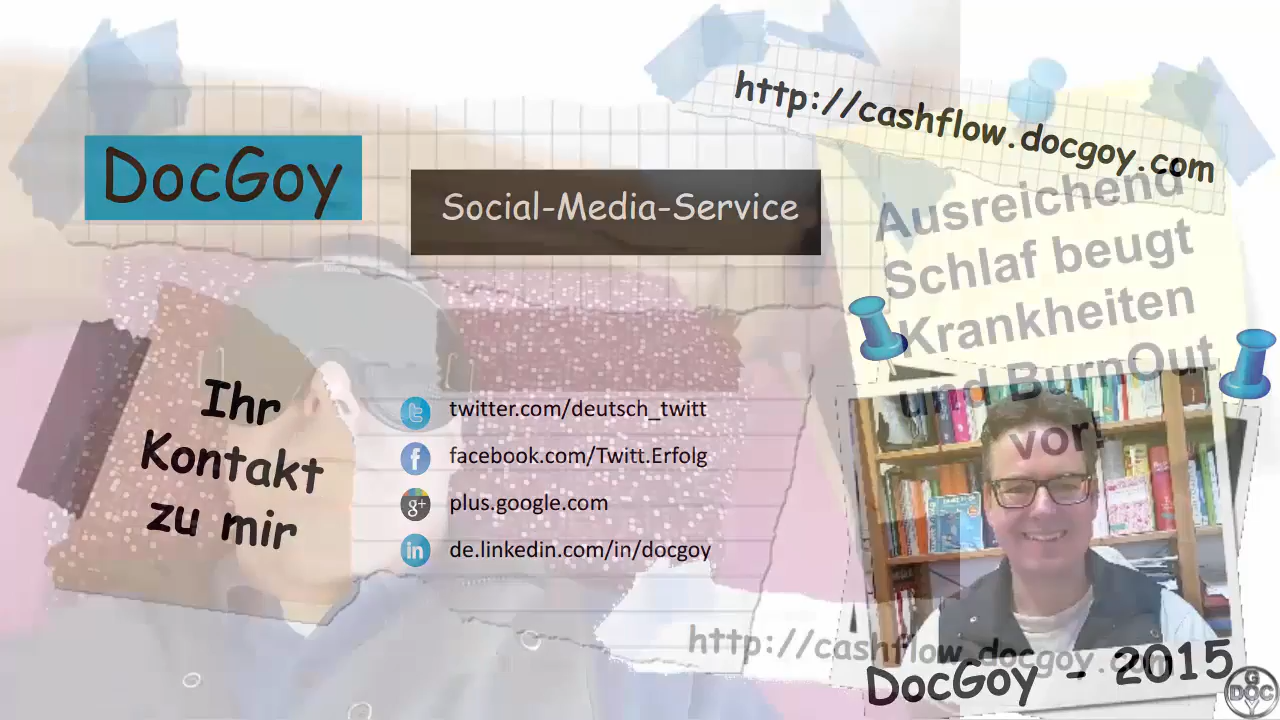 http://cashflow.docgoy.com
DocGoy
Social-Media-Service
Ausreichend
Schlaf beugt
Krankheiten
und BurnOut
vor!
Ihr
Kontakt
zu mir
twitter.com/deutsch_twitt
facebook.com/Twitt.Erfolg
plus.google.com
de.linkedin.com/in/docgoy
http://cashflow.docgoy.com
DocGoy - 2015
G
DOC
Y